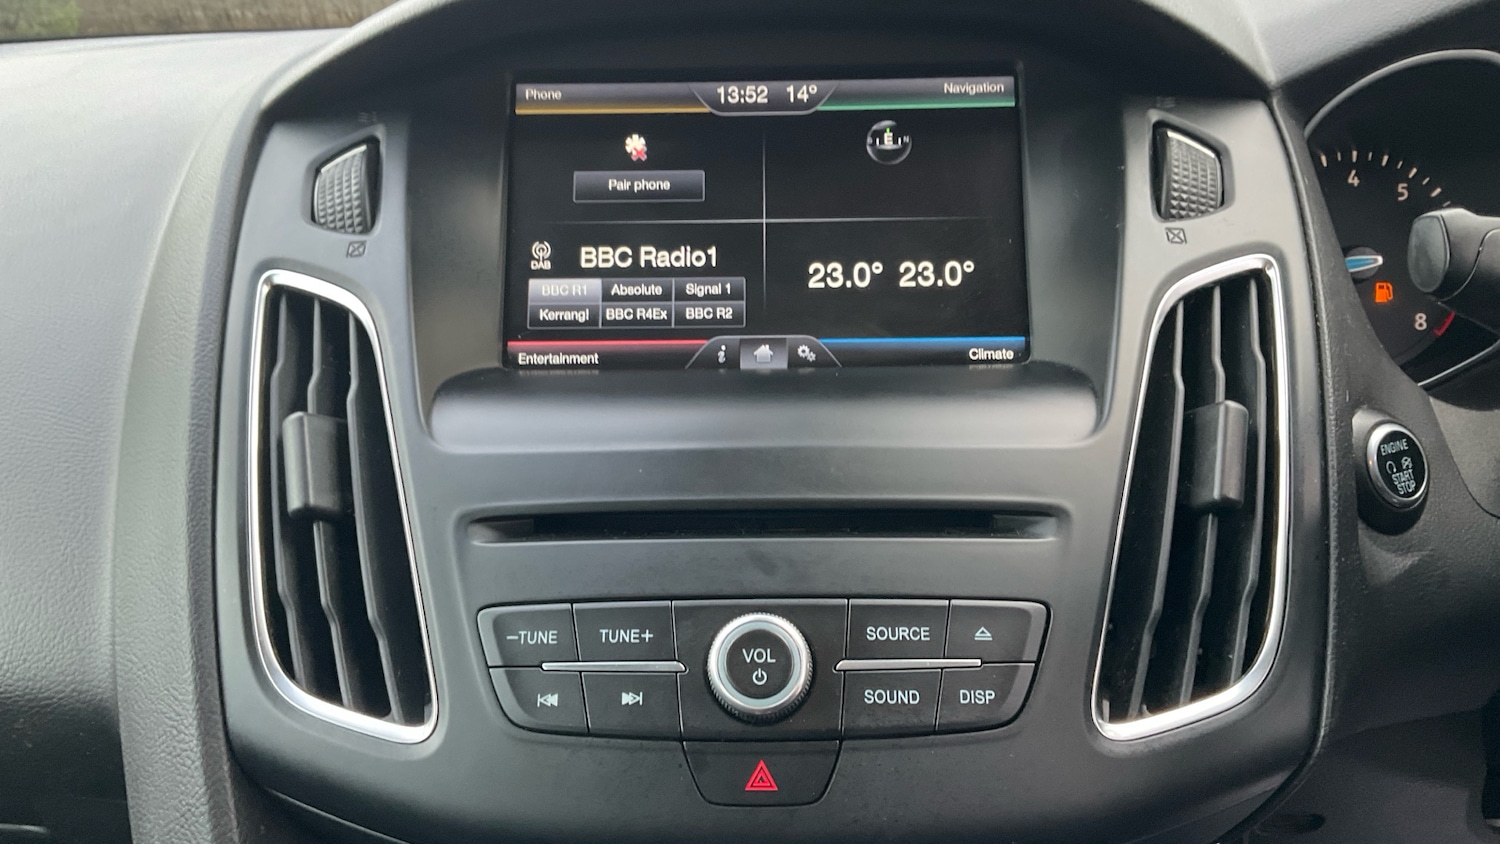 Phone
13:52 14°
Navigation
E
N
Pair phone
DAB
BBC Radio1
23.0° 23.0°
BBC R1 Absolute Signal 1
Kerrang! BBC R4Ex BBC R2
Entertainment
i
Climate
4
5
8
ENGINE
START
STOP
–TUNE TUNE+
VOL
SOURCE
SOUND DISP